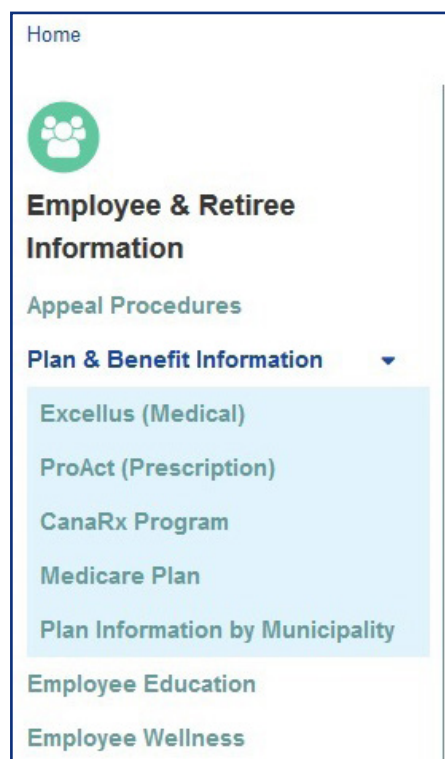 Home
Employee & Retiree
Information
Appeal Procedures
Plan & Benefit Information
Excellus (Medical)
ProAct (Prescription)
CanaRx Program
Medicare Plan
Plan Information by Municipality
Employee Education
Employee Wellness